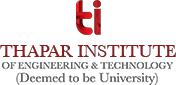 ti
THAPAR INSTITUTE
OF ENGINEERING & TECHNOLOGY
(Deemed to be University)